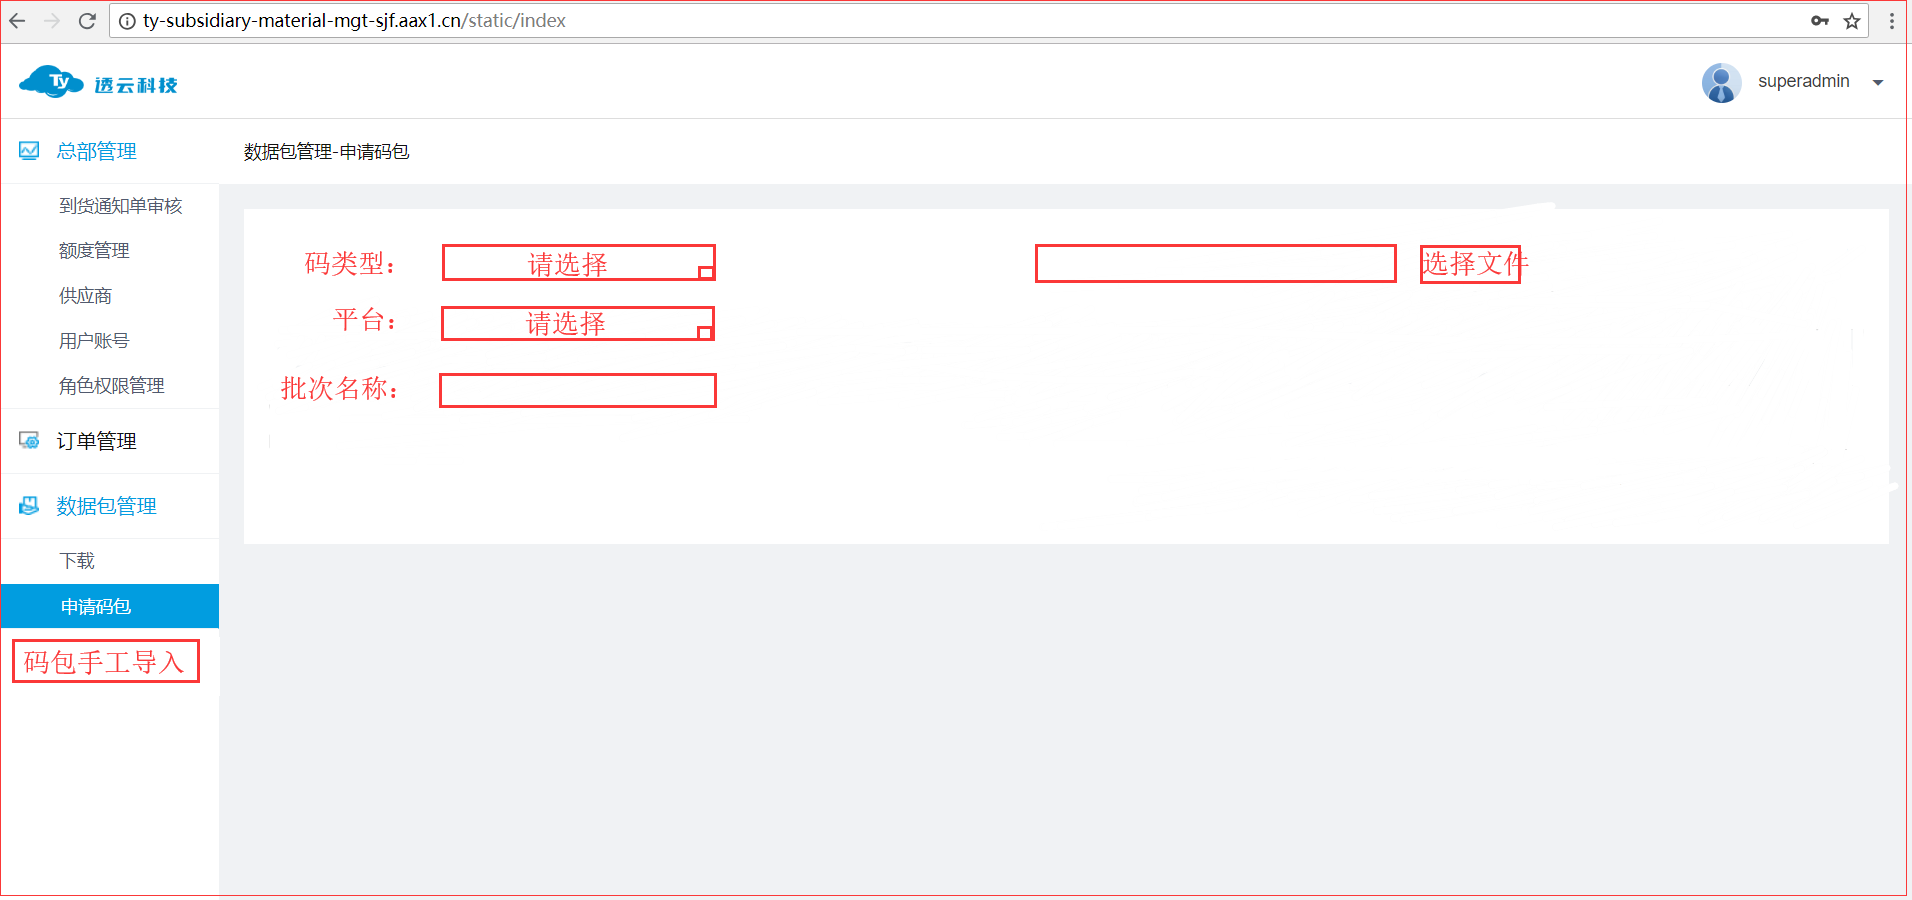 ty-subsidiary-material-mgt-sjf.aax1.cn/static/index
Ty 透云科技
superadmin
总部管理
数据包管理-申请码包
到货通知单审核
额度管理
供应商
用户账号
角色权限管理
订单管理
数据包管理
下载
申请码包
码包手工导入
码类型： 请选择 选择文件
平台： 请选择
批次名称：